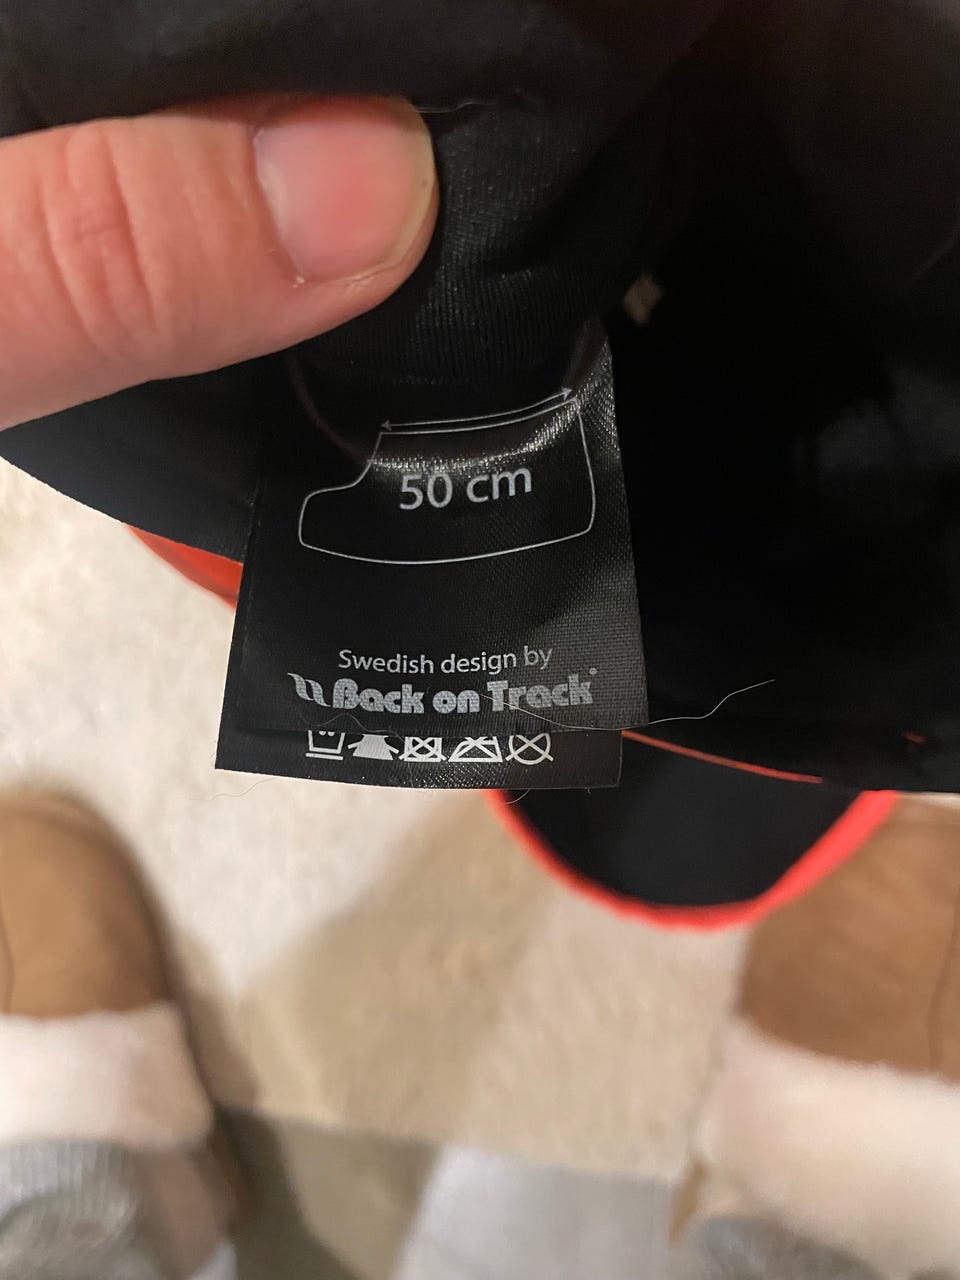 50 cm
Swedish design by
Back on Track®